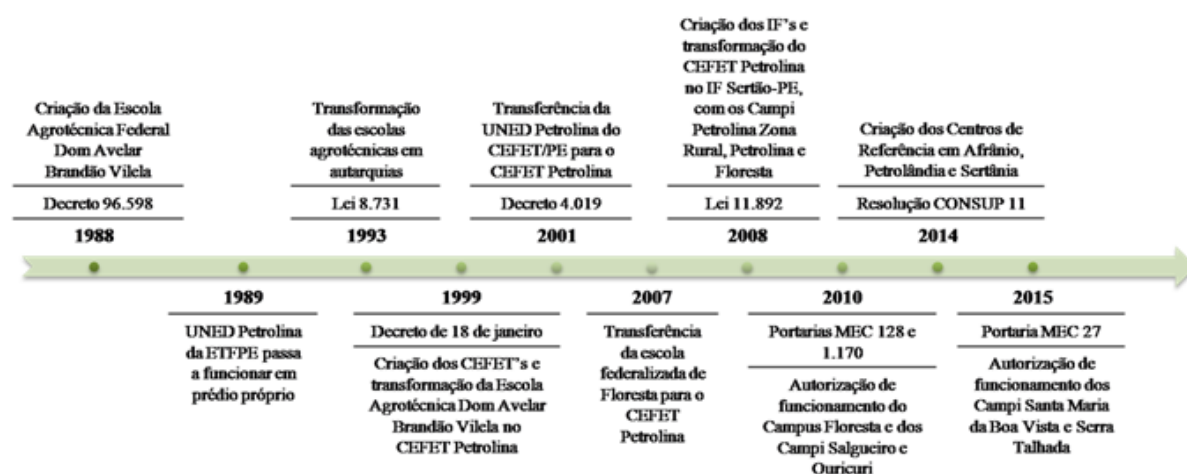 Criação da Escola
Agrotécnica Federal
Dom Avelar
Brandão Vilela
Decreto 96.598
1988
Transformação
das escolas
agrotécnicas em
autarquias
Lei 8.731
1993
Transferência da
UNED Petrolina do
CEFET/PE para o
CEFET Petrolina
Decreto 4.019
2001
Criação dos IF's e
transformação do
CEFET Petrolina
no IF Sertão-PE,
com os Campi
Petrolina Zona
Rural, Petrolina e
Floresta
Lei 11.892
2008
Criação dos Centros de
Referência em Afrânio,
Petrolândia e Sertânia
Resolução CONSUP 11
2014
1989
UNED Petrolina
da ETFPE passa
a funcionar em
prédio próprio
1999
Decreto de 18 de janeiro
Criação dos CEFET's e
transformação da Escola
Agrotécnica Dom Avelar
Brandão Vilela no
CEFET Petrolina
2007
Transferência
da escola
federalizada de
Floresta para o
CEFET
Petrolina
2010
Portarias MEC 128 e
1.170
Autorização de
funcionamento do
Campus Floresta e dos
Campi Salgueiro e
Ouricuri
2015
Portaria MEC 27
Autorização de
funcionamento dos
Campi Santa Maria
da Boa Vista e Serra
Talhada